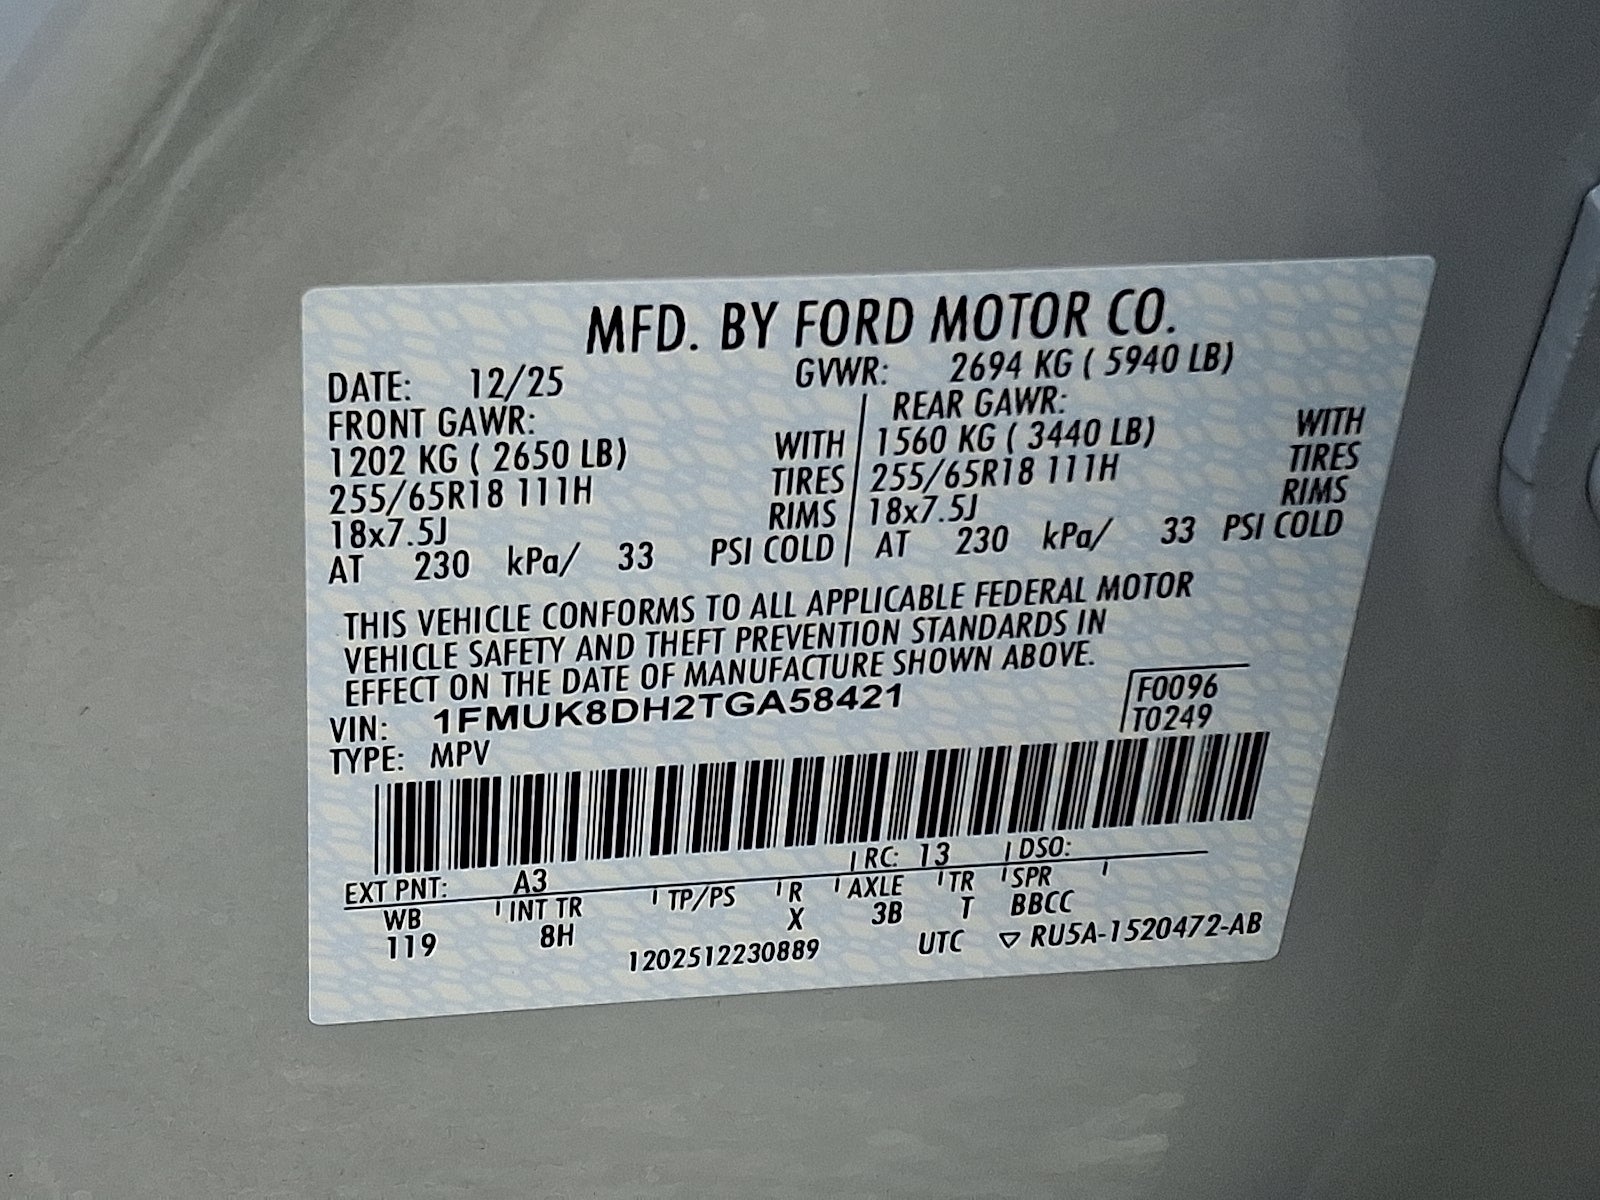 MFD. BY FORD MOTOR CO.
DATE: 12/25 GVWR: 2694 KG ( 5940 LB)
FRONT GAWR: REAR GAWR:
1202 KG ( 2650 LB) WITH 1560 KG ( 3440 LB) WITH
255/65R18 111H TIRES 255/65R18 111H TIRES
18x7.5J RIMS 18x7.5J RIMS
AT 230 kPa/ 33 PSI COLD AT 230 kPa/ 33 PSI COLD
THIS VEHICLE CONFORMS TO ALL APPLICABLE FEDERAL MOTOR
VEHICLE SAFETY AND THEFT PREVENTION STANDARDS IN
EFFECT ON THE DATE OF MANUFACTURE SHOWN ABOVE.
VIN: 1FMUK8DH2TGA58421 F0096
TYPE: MPV T0249
EXT PNT: A3 RC: 13 DSO:
WB INT TR TP/PS R AXLE TR SPR
119 8H X 3B T BBCC
1202512230889 UTC ▽ RU5A-1520472-AB